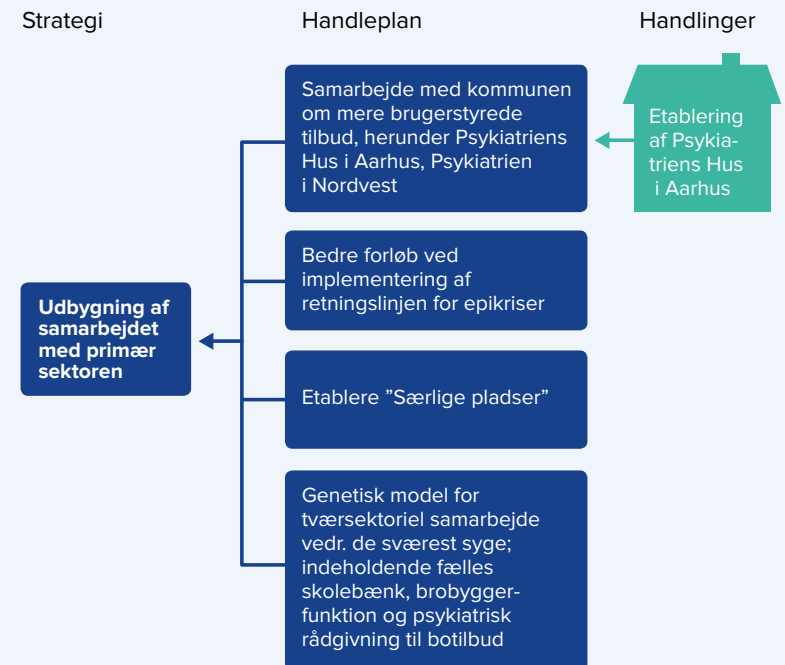 Strategi
Handleplan
Handlinger
Samarbejde med kommunen
om mere brugerstyrede
tilbud, herunder Psykiatriens
Hus i Aarhus, Psykiatrien
i Nordvest
Etablering
af Psykia-
triens Hus
i Aarhus
Bedre forløb ved
implementering af
retningslinjen for epikriser
Udbygning af
samarbejdet
med primær
sektoren
Etablere ”Særlige pladser”
Genetisk model for
tværsektoriel samarbejde
vedr. de sværest syge;
indeholdende fælles
skolebænk, brobygger-
funktion og psykiatrisk
rådgivning til botilbud